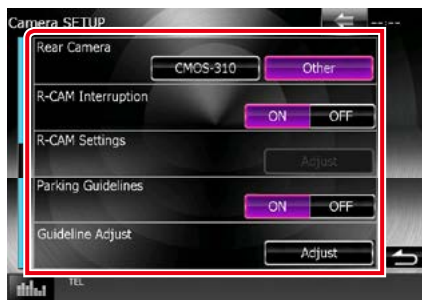 Camera SETUP
--:--
Rear Camera
CMOS-310 Other
R-CAM Interruption
ON OFF
R-CAM Settings
Adjust
Parking Guidelines
ON OFF
Guideline Adjust
Adjust
TEL